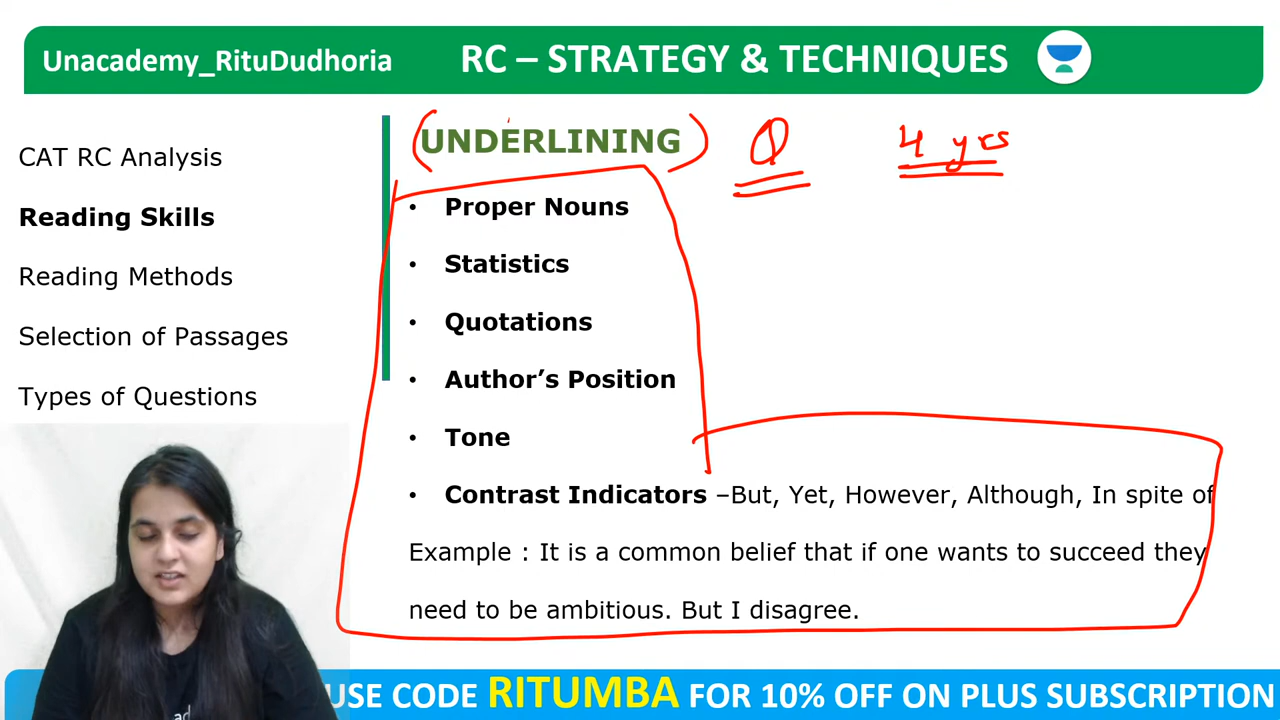 Unacademy_RituDudhoria
RC – STRATEGY & TECHNIQUES
CAT RC Analysis
Reading Skills
Reading Methods
Selection of Passages
Types of Questions
(UNDERLINING)
4 yrs
• Proper Nouns
• Statistics
• Quotations
• Author’s Position
• Tone
• Contrast Indicators –But, Yet, However, Although, In spite of
Example : It is a common belief that if one wants to succeed they
need to be ambitious. But I disagree.
USE CODE RITUMBA FOR 10% OFF ON PLUS SUBSCRIPTION